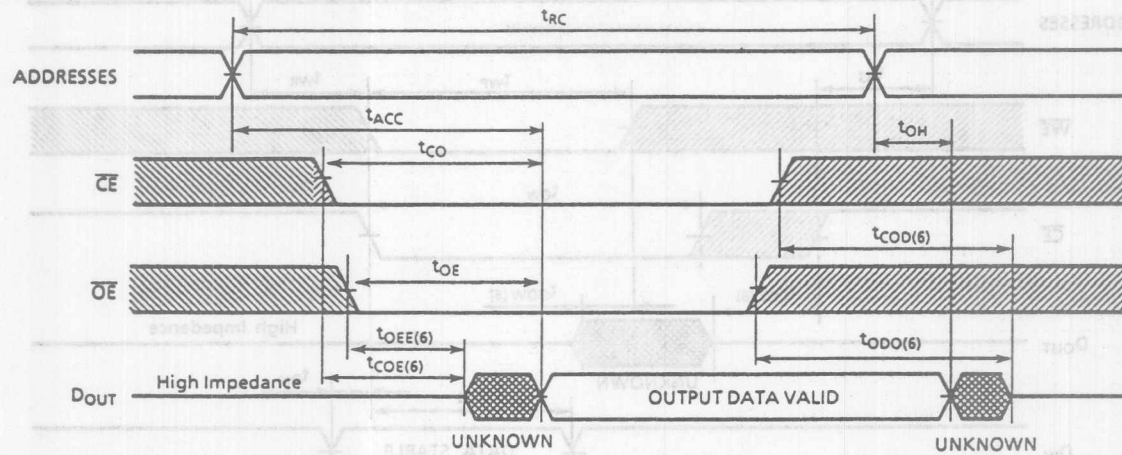 tRC
ADDRESSES
tACC
tOH
tCO
CE
tCOD(6)
tOE
OE
tOEE(6)
tODO(6)
tCOE(6)
High Impedance
DOUT
OUTPUT DATA VALID
UNKNOWN
UNKNOWN